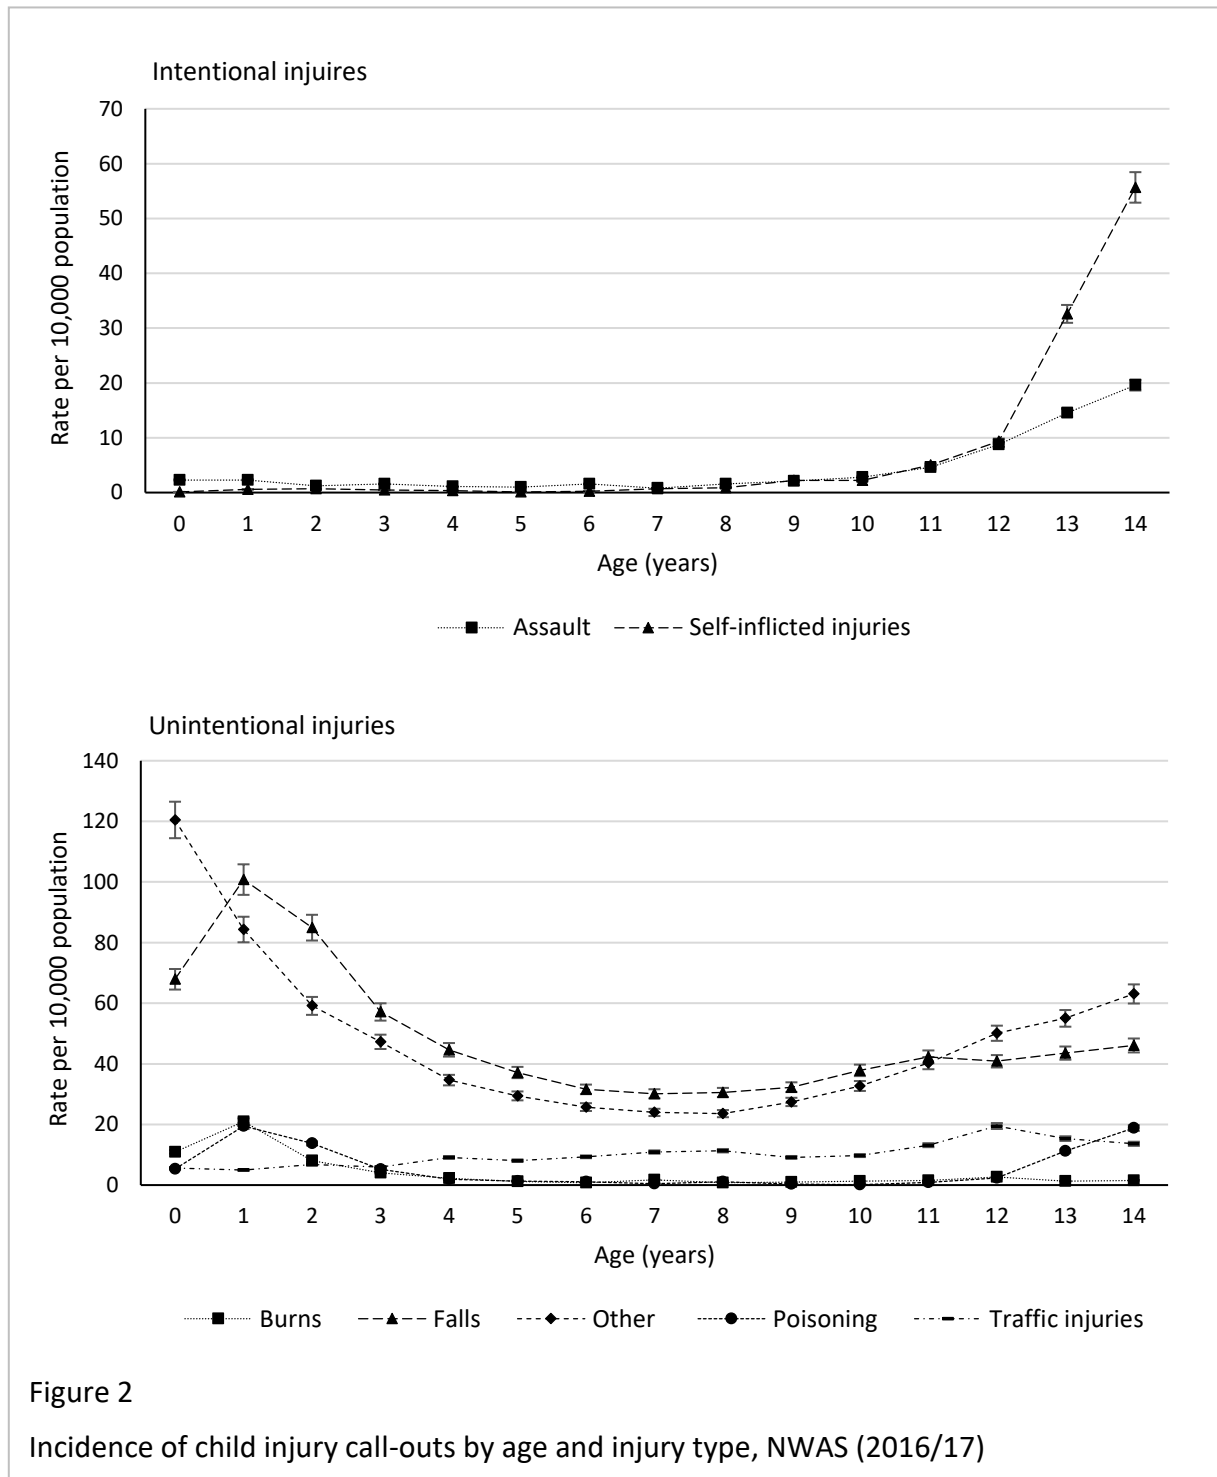 Intentional injuires
70
60
50
40
30
20
10
0
Rate per 10,000 population
0 1 2 3 4 5 6 7 8 9 10 11 12 13 14
Age (years)
Assault Self-inflicted injuries
Unintentional injuries
140
120
100
80
60
40
20
0
Rate per 10,000 population
0 1 2 3 4 5 6 7 8 9 10 11 12 13 14
Age (years)
Burns Falls Other Poisoning Traffic injuries
Figure 2
Incidence of child injury call-outs by age and injury type, NWAS (2016/17)